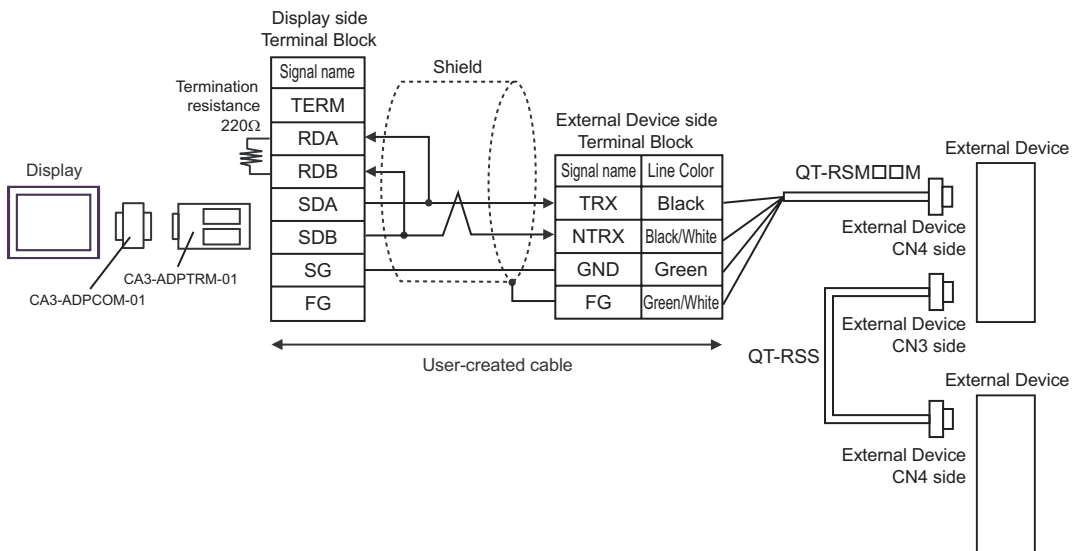 Display side
Terminal Block
Signal name
TERM
RDA
RDB
SDA
SDB
SG
FG
Termination
resistance
220Ω
Shield
Display
CA3-ADPCOM-01
CA3-ADPTRM-01
User-created cable
External Device side
Terminal Block
Signal name Line Color
TRX Black
NTRX Black/White
GND Green
FG Green/White
QT-RSM□□M
External Device
External Device
CN4 side
External Device
CN3 side
QT-RSS
External Device
External Device
CN4 side